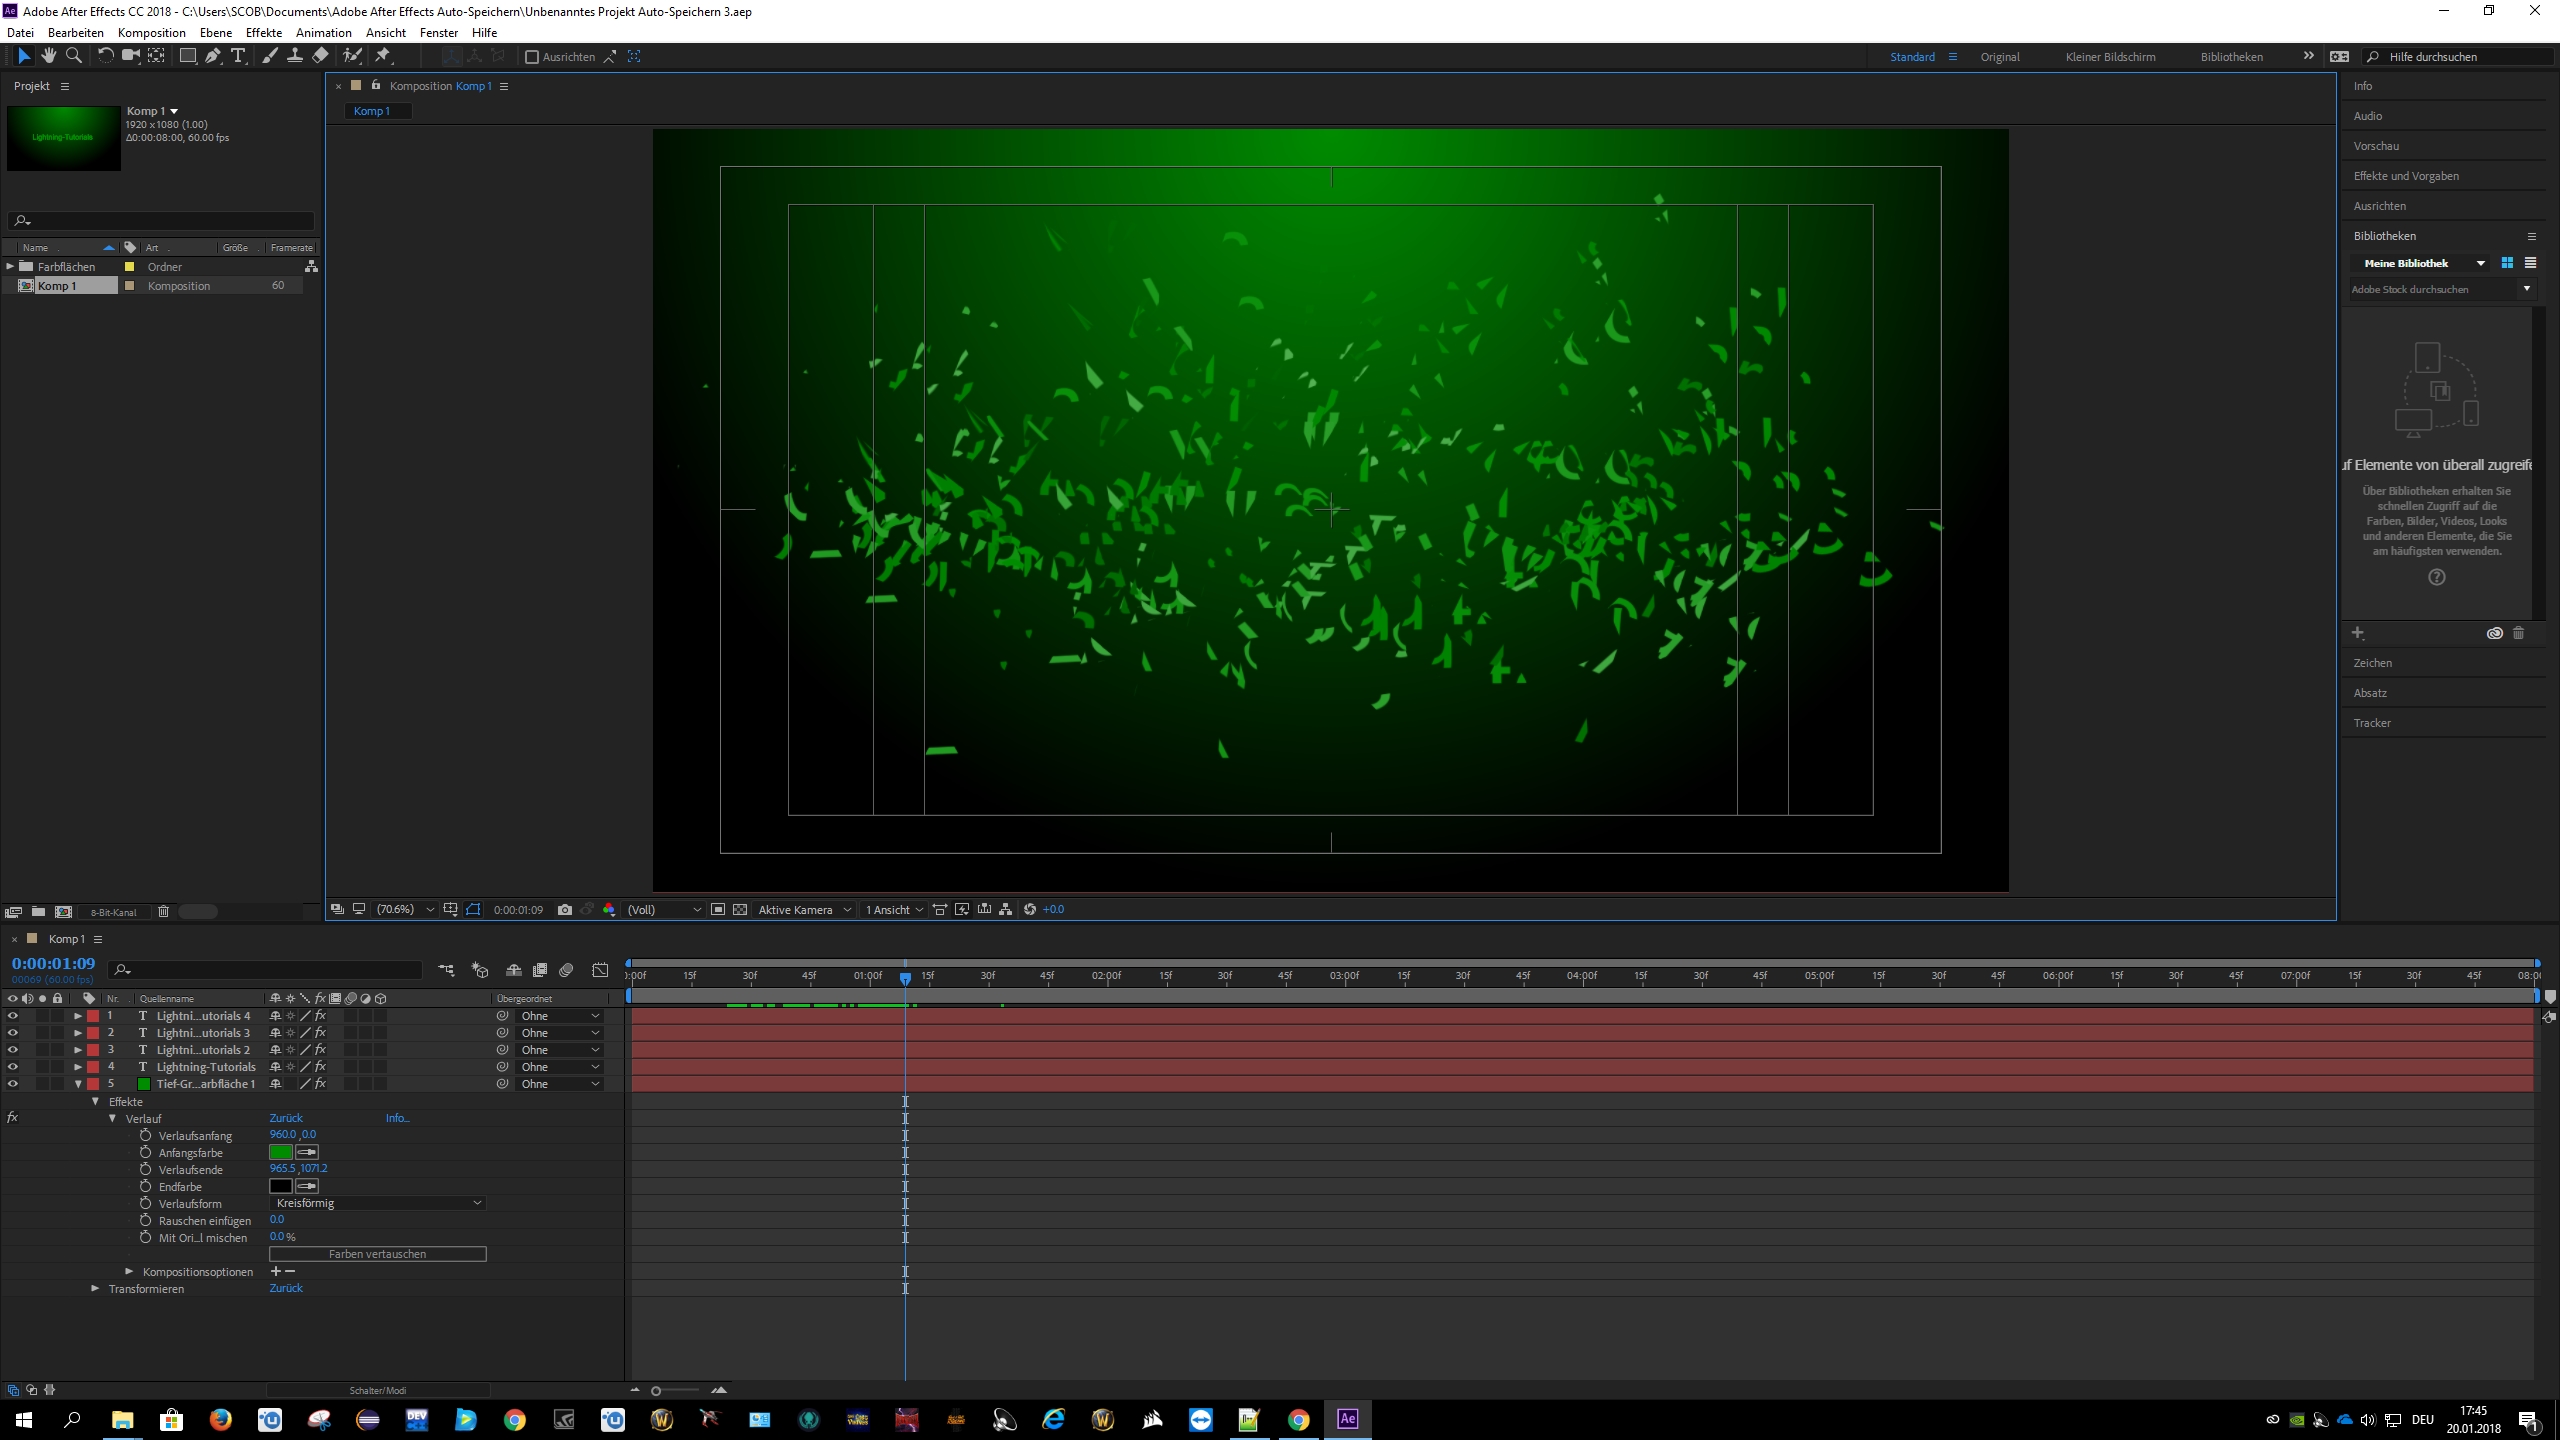 Adobe After Effects CC 2018 - C:\Users\SCOB\Documents\Adobe After Effects Auto-Speichern\Unbenanntes Projekt Auto-Speichern 3.aep
Datei Bearbeiten Komposition Ebene Effekte Animation Ansicht Fenster Hilfe
Ausrichten
Standard Original Kleiner Bildschirm Bibliotheken Hilfe durchsuchen
Projekt
Komp 1
1920 x 1080 (1.00)
Δ0:00:08:00, 60.00 fps
Lightning-Tutorials
Name Art Größe Framerate
Farbflächen Ordner
Komp 1 Komposition 60
8-Bit-Kanal
Komposition Komp 1
Komp 1
(70.6%) 0:00:01:09 (Voll) Aktive Kamera 1 Ansicht +0.0
Info
Audio
Vorschau
Effekte und Vorgaben
Ausrichten
Bibliotheken
Meine Bibliothek
Adobe Stock durchsuchen
uf Elemente von überall zugreife
Über Bibliotheken erhalten Sie
schnellen Zugriff auf die
Farben, Bilder, Videos, Looks
und anderen Elemente, die Sie
am häufigsten verwenden.
Zeichen
Absatz
Tracker
Komp 1
0:00:01:09
00069 (60.00 fps)
0:00f 15f 30f 45f 01:00f 15f 30f 45f 02:00f 15f 30f 45f 03:00f 15f 30f 45f 04:00f 15f 30f 45f 05:00f 15f 30f 45f 06:00f 15f 30f 45f 07:00f 15f 30f 45f 08:00
Nr. Quellenname fx Übergeordnet
1 T Lightni...utorials 4 fx Ohne
2 T Lightni...utorials 3 fx Ohne
3 T Lightni...utorials 2 fx Ohne
4 T Lightning-Tutorials fx Ohne
5 Tief-Gr...arbfläche 1 fx Ohne
Effekte
fx Verlauf Zurück Info...
Verlaufsanfang 960.0 ,0.0
Anfangsfarbe
Verlaufsende 965.5 ,1071.2
Endfarbe
Verlaufsform Kreisförmig
Rauschen einfügen 0.0
Mit Ori...l mischen 0.0 %
Farben vertauschen
Kompositionsoptionen
Transformieren Zurück
Schalter/Modi
DEV
Ae
DEU
17:45
20.01.2018
1